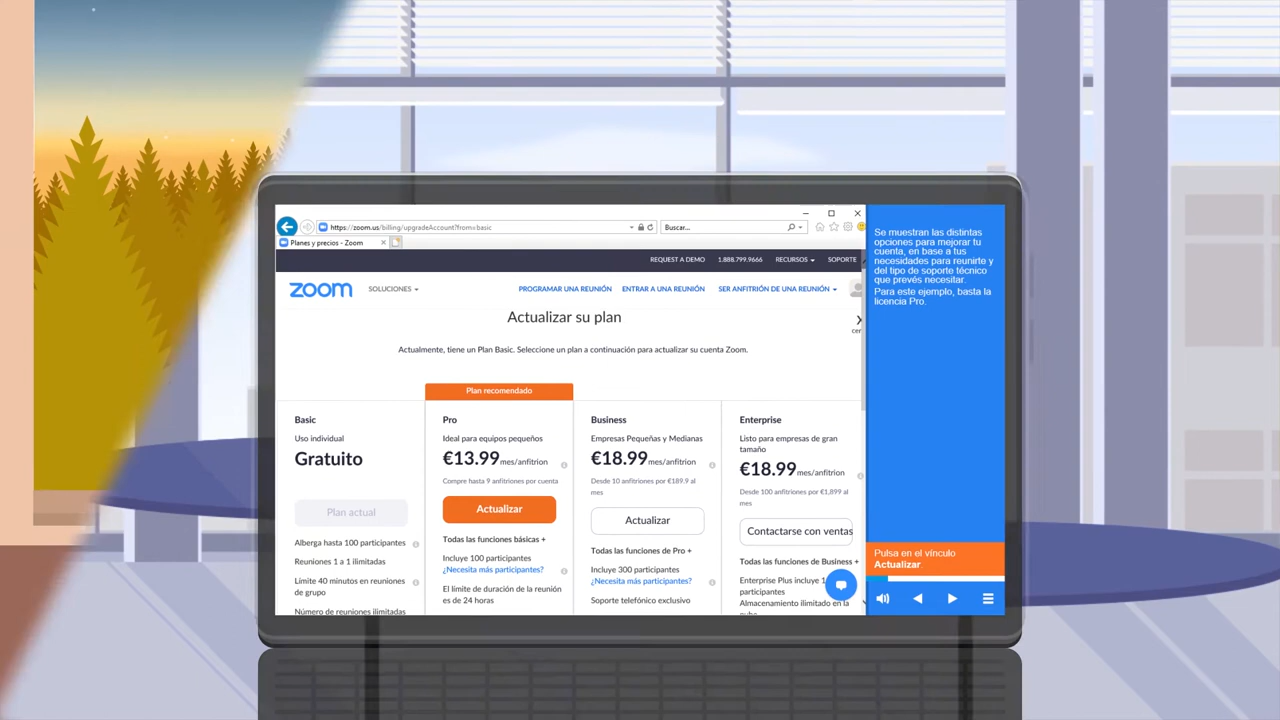 https://zoom.us/billing/upgradeAccount?from=basic
Buscar...
Planes y precios - Zoom
REQUEST A DEMO 1.888.799.9666 RECURSOS SOPORTE
zoom SOLUCIONES PROGRAMAR UNA REUNIÓN ENTRAR A UNA REUNIÓN SER ANFITRIÓN DE UNA REUNIÓN
Actualizar su plan
X
cer
Actualmente, tiene un Plan Basic. Seleccione un plan a continuación para actualizar su cuenta Zoom.
Basic
Uso individual
Gratuito
Plan actual
Alberga hasta 100 participantes
Reuniones 1 a 1 ilimitadas
Límite 40 minutos en reuniones
de grupo
Número de reuniones ilimitadas
Plan recomendado
Pro
Ideal para equipos pequeños
€13.99 mes/anfitrion
Compre hasta 9 anfitriones por cuenta
Actualizar
Todas las funciones básicas +
Incluye 100 participantes
¿Necesita más participantes?
El límite de duración de la reunión
es de 24 horas
Business
Empresas Pequeñas y Medianas
€18.99 mes/anfitrion
Desde 10 anfitriones por €189.9 al
mes
Actualizar
Todas las funciones de Pro +
Incluye 300 participantes
¿Necesita más participantes?
Soporte telefónico exclusivo
Enterprise
Listo para empresas de gran
tamaño
€18.99 mes/anfitrion
Desde 100 anfitriones por €1,899 al
mes
Contactarse con ventas
Todas las funciones de Business +
Enterprise Plus incluye 1
participantes
Almacenamiento ilimitado en la
Se muestran las distintas
opciones para mejorar tu
cuenta, en base a tus
necesidades para reunirte y
del tipo de soporte técnico
que prevés necesitar.
Para este ejemplo, basta la
licencia Pro.
Pulsa en el vínculo
Actualizar.